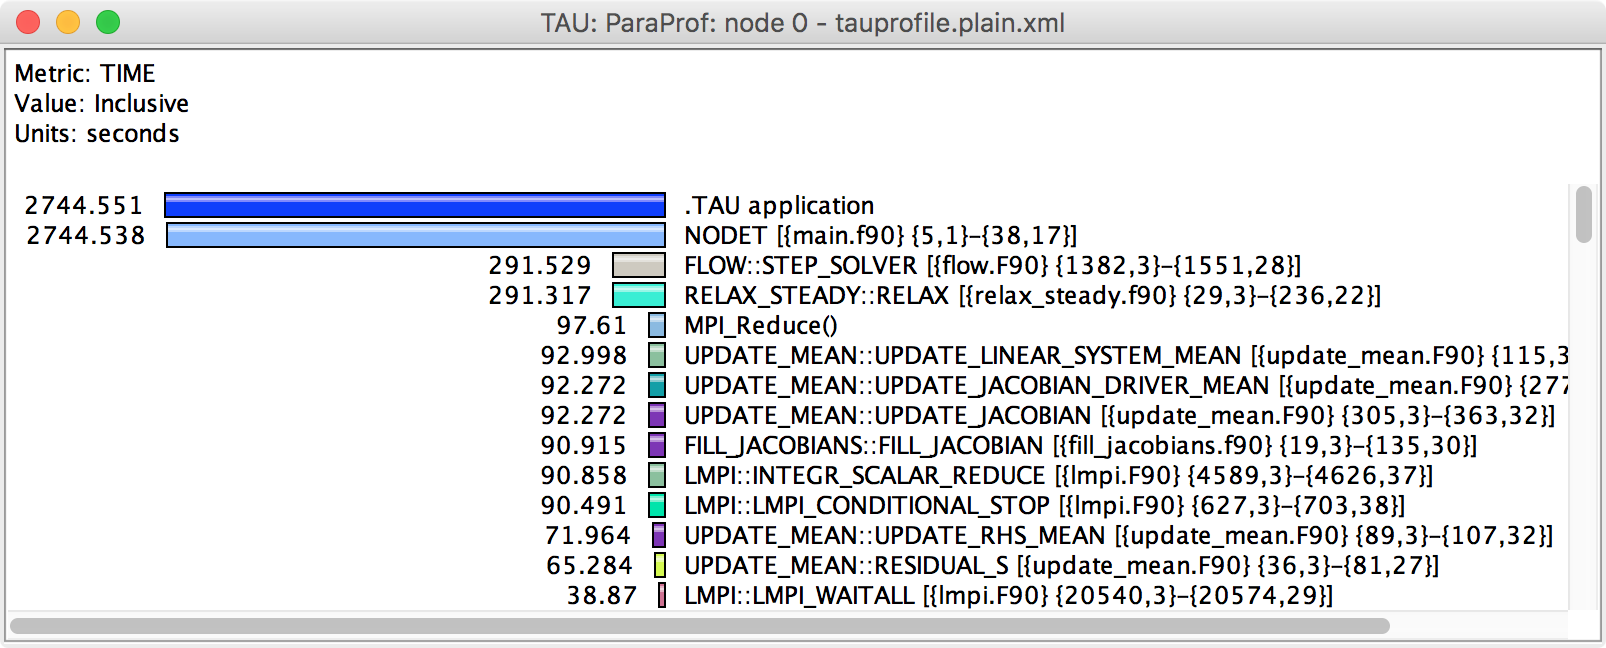 TAU: ParaProf: node 0 - tauprofile.plain.xml
Metric: TIME
Value: Inclusive
Units: seconds
2744.551 .TAU application
2744.538 NODET [{main.f90} {5,1}-{38,17}]
291.529 FLOW::STEP_SOLVER [{flow.F90} {1382,3}-{1551,28}]
291.317 RELAX_STEADY::RELAX [{relax_steady.f90} {29,3}-{236,22}]
97.61 MPI_Reduce()
92.998 UPDATE_MEAN::UPDATE_LINEAR_SYSTEM_MEAN [{update_mean.F90} {115,3
92.272 UPDATE_MEAN::UPDATE_JACOBIAN_DRIVER_MEAN [{update_mean.F90} {277
92.272 UPDATE_MEAN::UPDATE_JACOBIAN [{update_mean.F90} {305,3}-{363,32}]
90.915 FILL_JACOBIANS::FILL_JACOBIAN [{fill_jacobians.f90} {19,3}-{135,30}]
90.858 LMPI::INTEGR_SCALAR_REDUCE [{lmpi.F90} {4589,3}-{4626,37}]
90.491 LMPI::LMPI_CONDITIONAL_STOP [{lmpi.F90} {627,3}-{703,38}]
71.964 UPDATE_MEAN::UPDATE_RHS_MEAN [{update_mean.F90} {89,3}-{107,32}]
65.284 UPDATE_MEAN::RESIDUAL_S [{update_mean.F90} {36,3}-{81,27}]
38.87 LMPI::LMPI_WAITALL [{lmpi.F90} {20540,3}-{20574,29}]